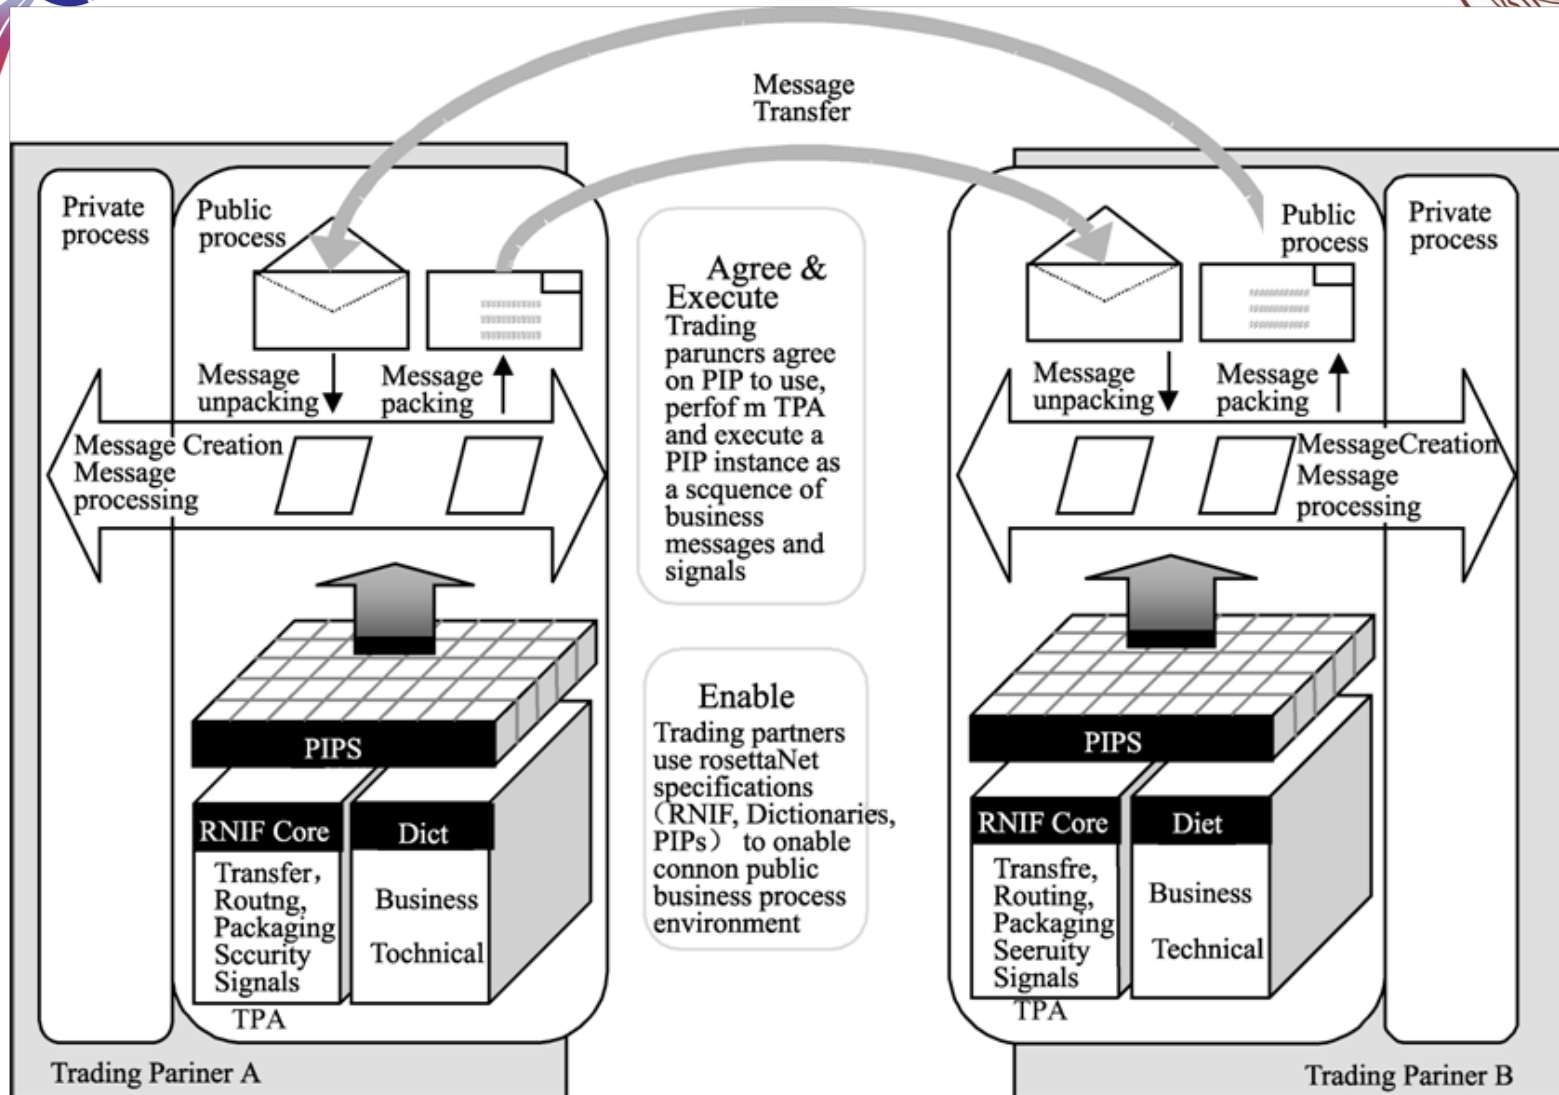 Message
Transfer
Private
process
Public
process
Message
unpacking
Message
packing
Message Creation
Message
processing
PIPS
RNIF Core
Transfer,
Routng,
Packaging
Sccurity
Signals
TPA
Dict
Business
Tochnical
Trading Pariner A
Agree &
Execute
Trading
paruncrs agree
on PIP to use,
perfof m TPA
and execute a
PIP instance as
a scquence of
business
messages and
signals
Enable
Trading partners
use rosettaNet
specifications
（RNIF, Dictionaries,
PIPs） to onable
connon public
business process
environment
Public
process
Private
process
Message
unpacking
Message
packing
MessageCreation
Message
processing
PIPS
RNIF Core
Transfre,
Routing,
Packaging
Seeruity
Signals
TPA
Diet
Business
Technical
Trading Pariner B